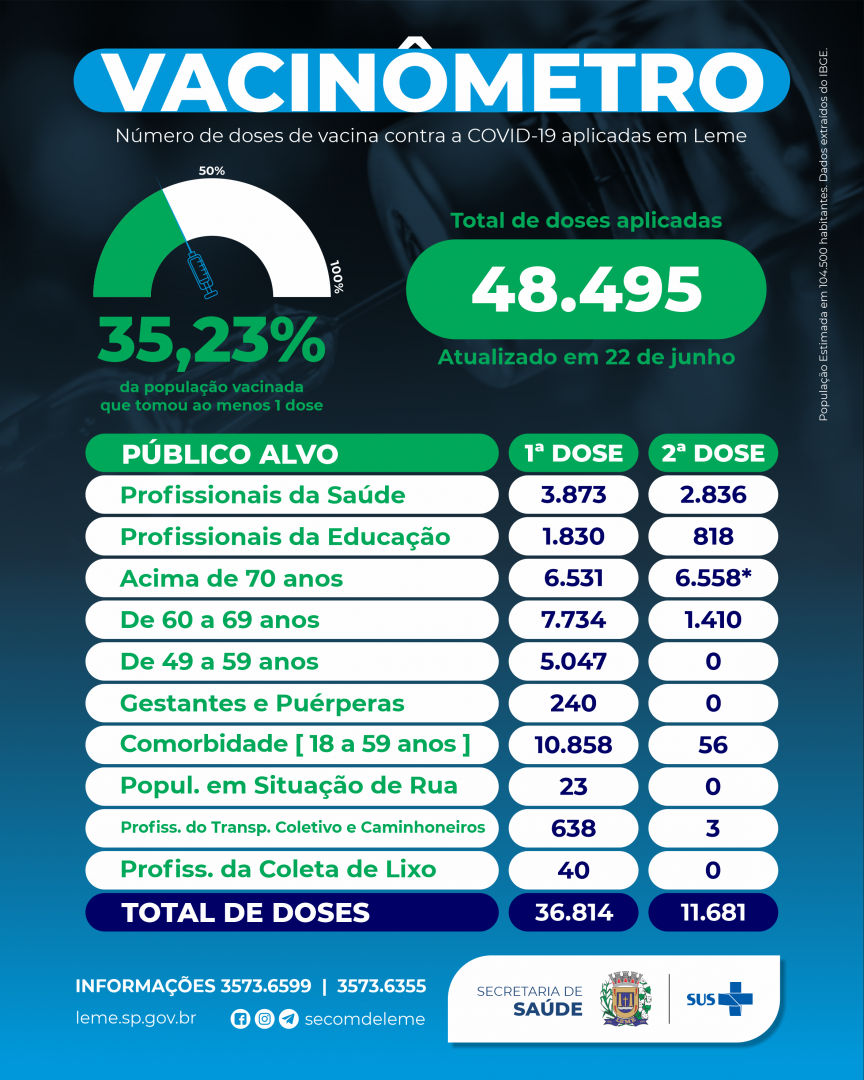 VACINÔMETRO
Número de doses de vacina contra a COVID-19 aplicadas em Leme
População Estimada em 104.500 habitantes. Dados extraídos do IBGE.
50%
100%
35,23%
da população vacinada
que tomou ao menos 1 dose
Total de doses aplicadas
48.495
Atualizado em 22 de junho
PÚBLICO ALVO 1ª DOSE 2ª DOSE
Profissionais da Saúde 3.873 2.836
Profissionais da Educação 1.830 818
Acima de 70 anos 6.531 6.558*
De 60 a 69 anos 7.734 1.410
De 49 a 59 anos 5.047 0
Gestantes e Puérperas 240 0
Comorbidade [ 18 a 59 anos ] 10.858 56
Popul. em Situação de Rua 23 0
Profiss. do Transp. Coletivo e Caminhoneiros 638 3
Profiss. da Coleta de Lixo 40 0
TOTAL DE DOSES 36.814 11.681
INFORMAÇÕES 3573.6599 | 3573.6355
leme.sp.gov.br secomdeleme
SECRETARIA DE
SAÚDE
SUS